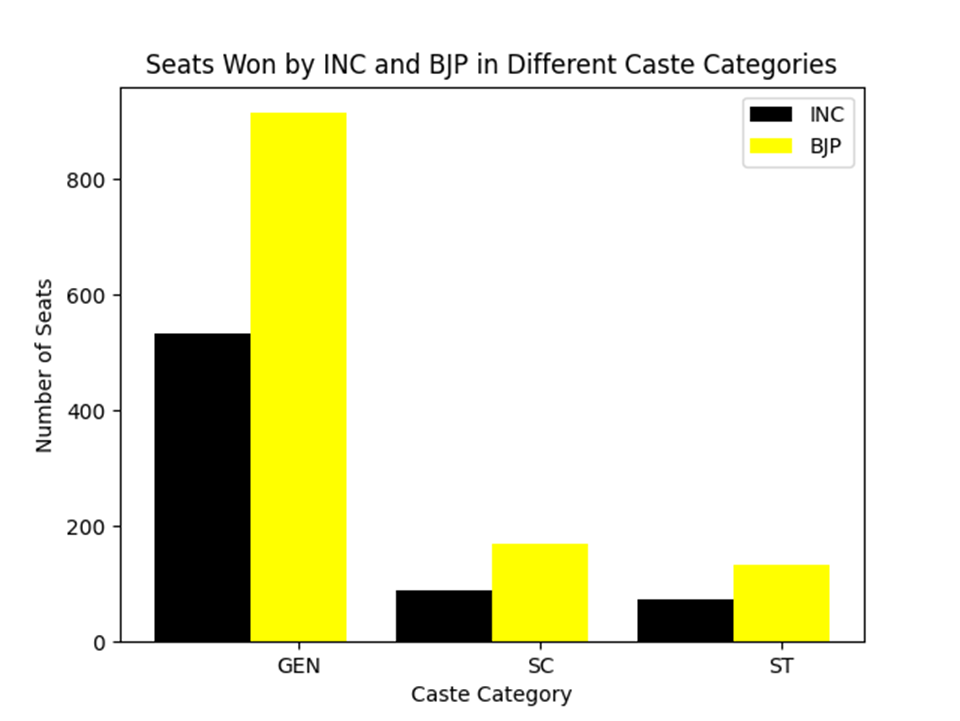 Seats Won by INC and BJP in Different Caste Categories
INC
BJP
800
600
400
200
0
Number of Seats
GEN SC ST
Caste Category